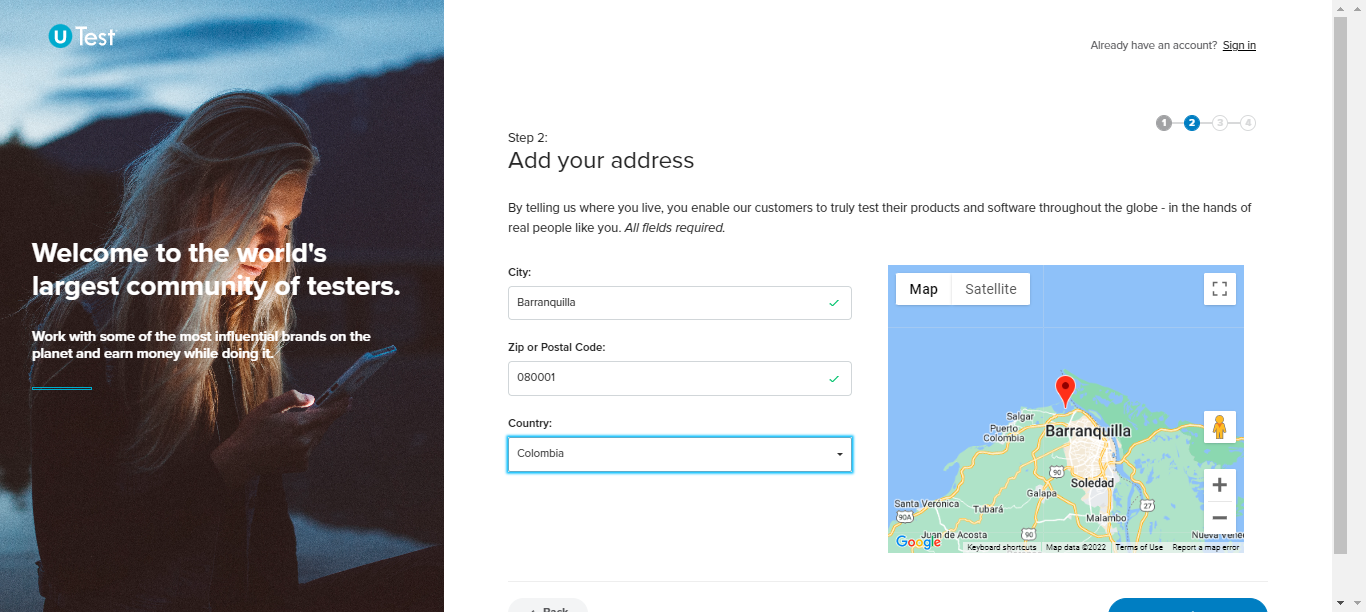 U Test
Already have an account? Sign in
1 2 3 4
Step 2:
Add your address
By telling us where you live, you enable our customers to truly test their products and software throughout the globe - in the hands of
real people like you. All fields required.
Welcome to the world's
largest community of testers.
Work with some of the most influential brands on the
planet and earn money while doing it.
City:
Barranquilla
Zip or Postal Code:
080001
Country:
Colombia
Map Satellite
Salgar
Puerto
Colombia
Barranquilla
90
Soledad
Galapa
Santa Verónica
90A
Tubará
27
Malambo
Juan de Acosta
90
Google
Keyboard shortcuts Map data ©2022 Terms of Use Report a map error
Back